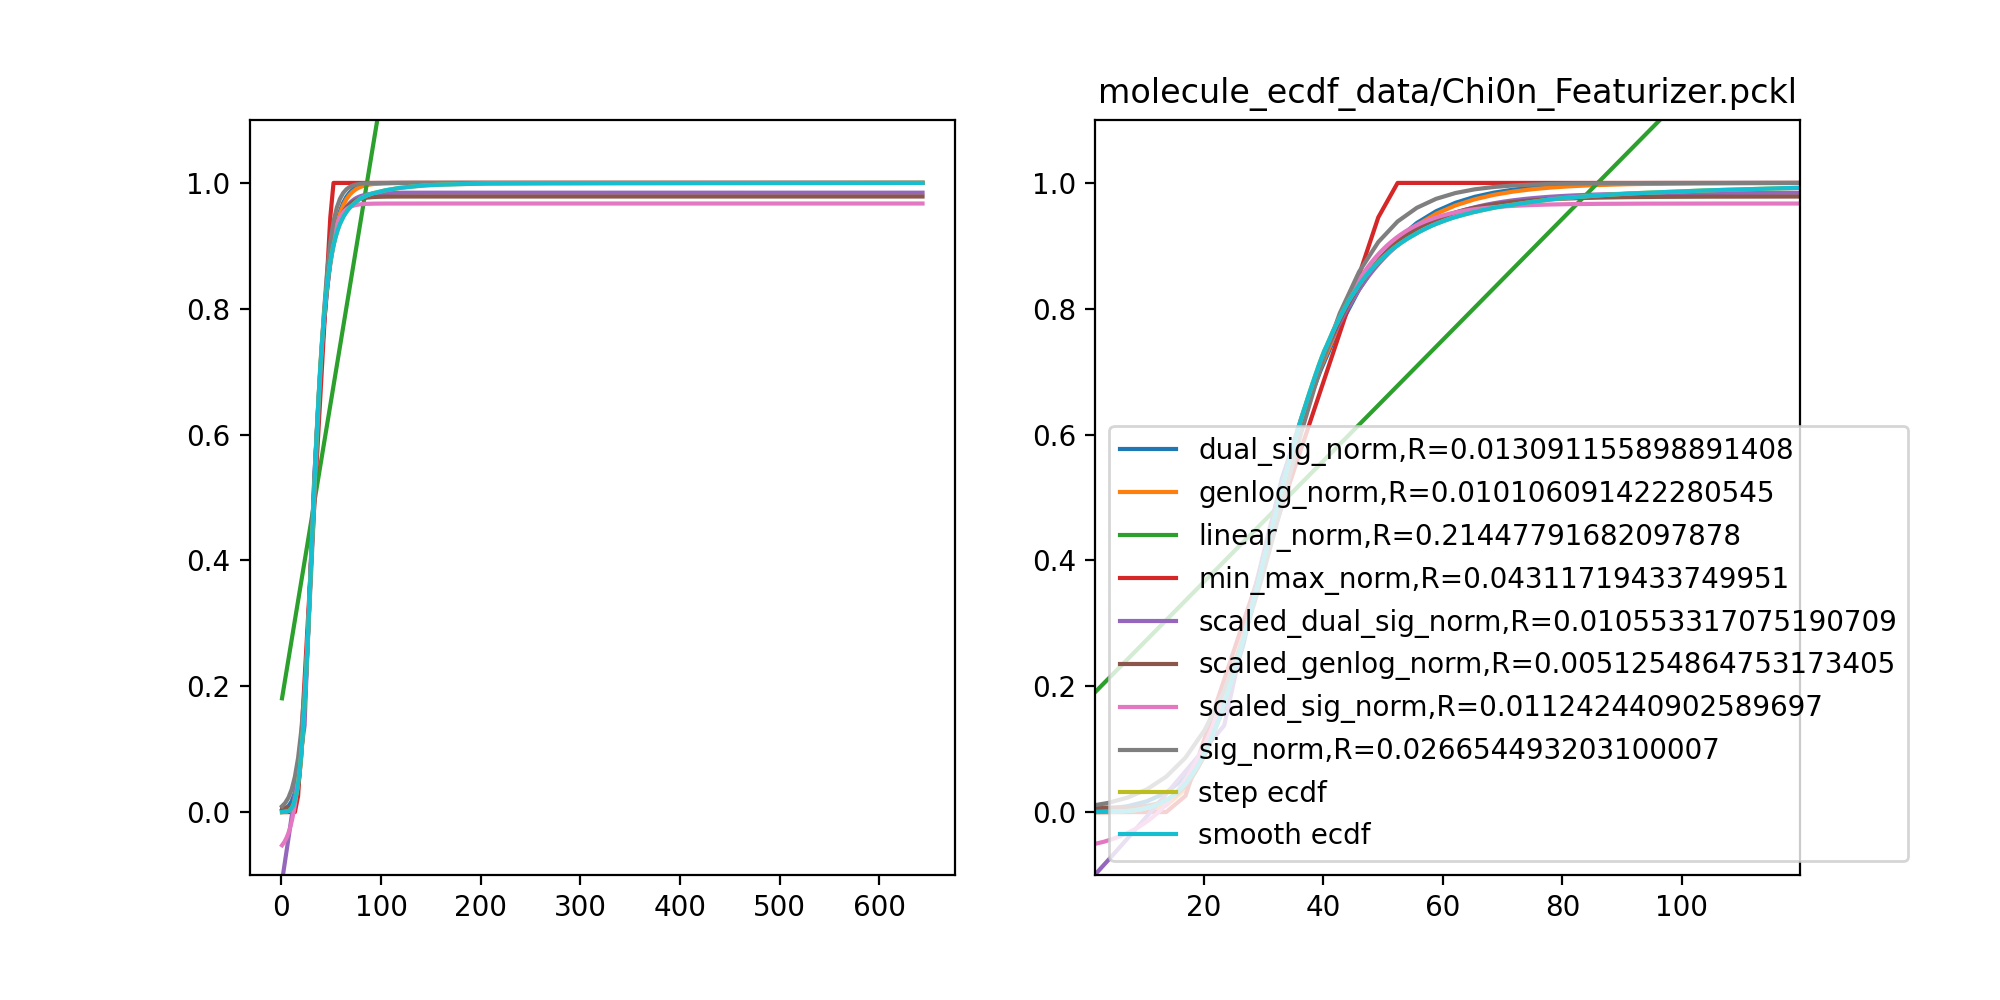 molecule_ecdf_data/Chi0n_Featurizer.pckl
1.0
0.8
0.6
0.4
0.2
0.0
0 100 200 300 400 500 600
1.0
0.8
0.6
0.4
0.2
0.0
20 40 60 80 100
dual_sig_norm,R=0.013091155898891408
genlog_norm,R=0.010106091422280545
linear_norm,R=0.21447791682097878
min_max_norm,R=0.04311719433749951
scaled_dual_sig_norm,R=0.010553317075190709
scaled_genlog_norm,R=0.0051254864753173405
scaled_sig_norm,R=0.011242440902589697
sig_norm,R=0.026654493203100007
step ecdf
smooth ecdf